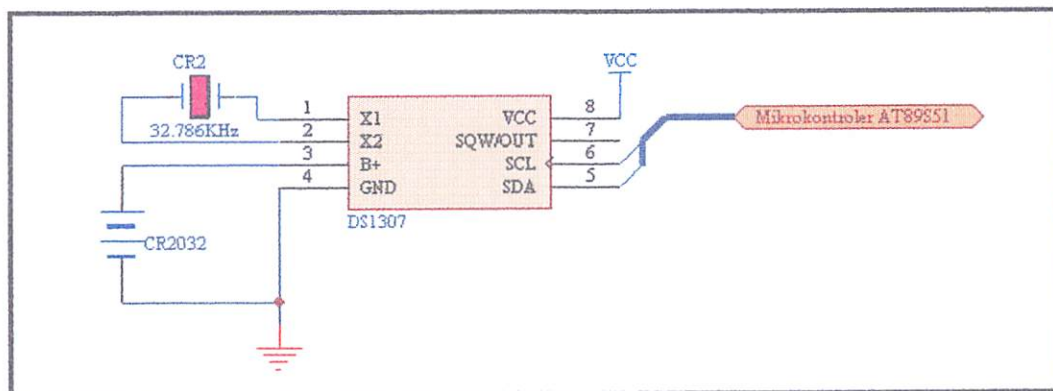 CR2
32.786KHz
1
2
3
4
X1
X2
B+
GND
VCC
SQW/OUT
SCL
SDA
8
7
6
5
VCC
DS1307
CR2032
Mikrokontroler AT89S51